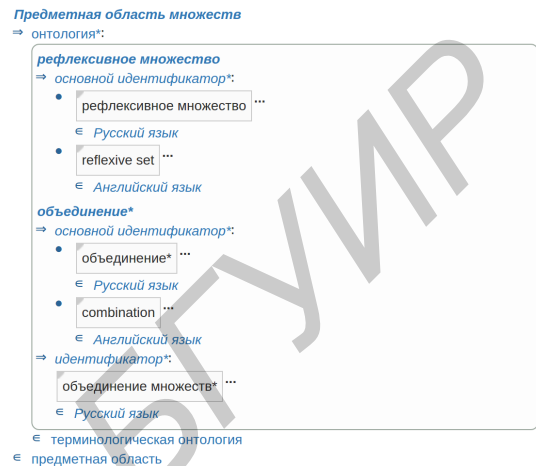 Предметная область множеств
⇒ онтология*:
рефлексивное множество
⇒ основной идентификатор*:
• рефлексивное множество ...
∈ Русский язык
• reflexive set ...
∈ Английский язык
объединение*
⇒ основной идентификатор*:
• объединение* ...
∈ Русский язык
• combination ...
∈ Английский язык
⇒ идентификатор*:
объединение множеств* ...
∈ Русский язык
∈ терминологическая онтология
∈ предметная область
БГУИР